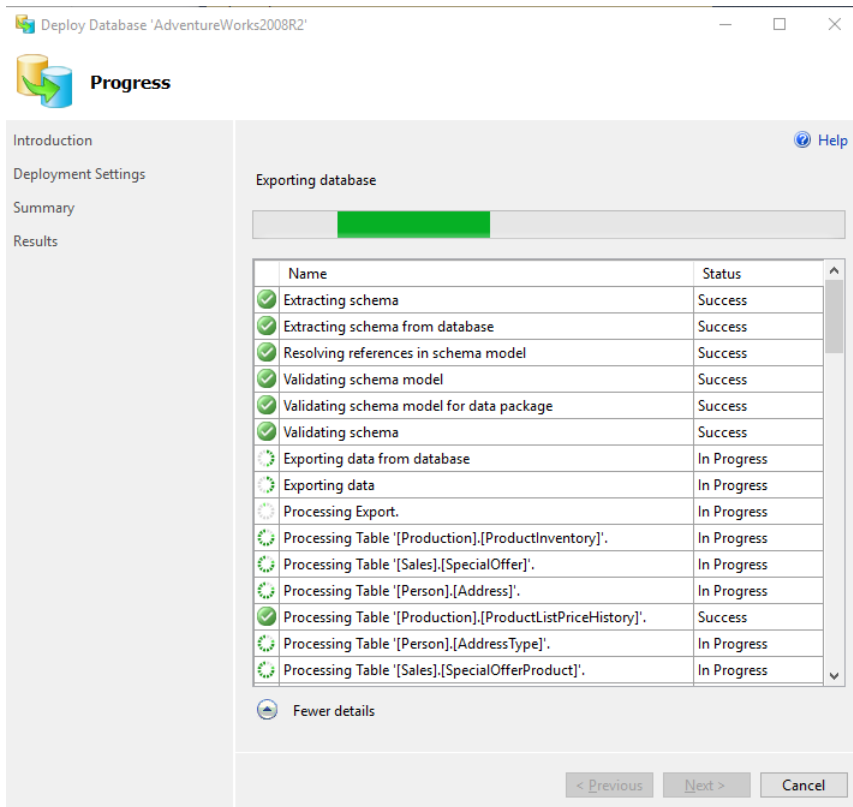 Deploy Database 'AdventureWorks2008R2'
Progress
Introduction
Deployment Settings
Summary
Results
Help
Exporting database
Name Status
Extracting schema Success
Extracting schema from database Success
Resolving references in schema model Success
Validating schema model Success
Validating schema model for data package Success
Validating schema Success
Exporting data from database In Progress
Exporting data In Progress
Processing Export. In Progress
Processing Table '[Production].[ProductInventory]'. In Progress
Processing Table '[Sales].[SpecialOffer]'. In Progress
Processing Table '[Person].[Address]'. In Progress
Processing Table '[Production].[ProductListPriceHistory]'. Success
Processing Table '[Person].[AddressType]'. In Progress
Processing Table '[Sales].[SpecialOfferProduct]'. In Progress
Fewer details
< Previous Next > Cancel